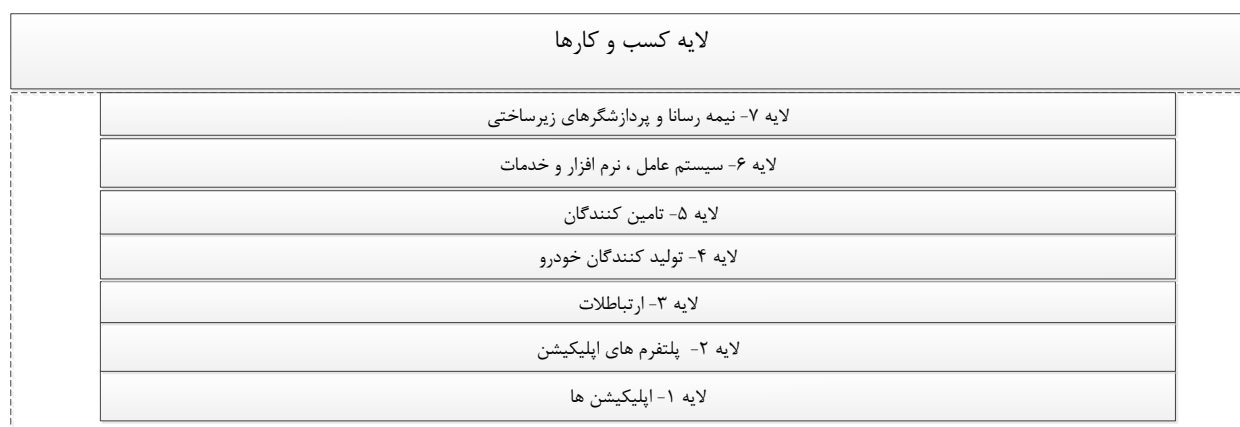 لایه کسب و کارها
لایه ۷- نیمه رسانا و پردازشگرهای زیرساختی
لایه ۶- سیستم عامل ، نرم افزار و خدمات
لایه ۵- تامین کنندگان
لایه ۴- تولید کنندگان خودرو
لایه ۳- ارتباطلات
لایه ۲- پلتفرم های اپلیکیشن
لایه ۱- اپلیکیشن ها